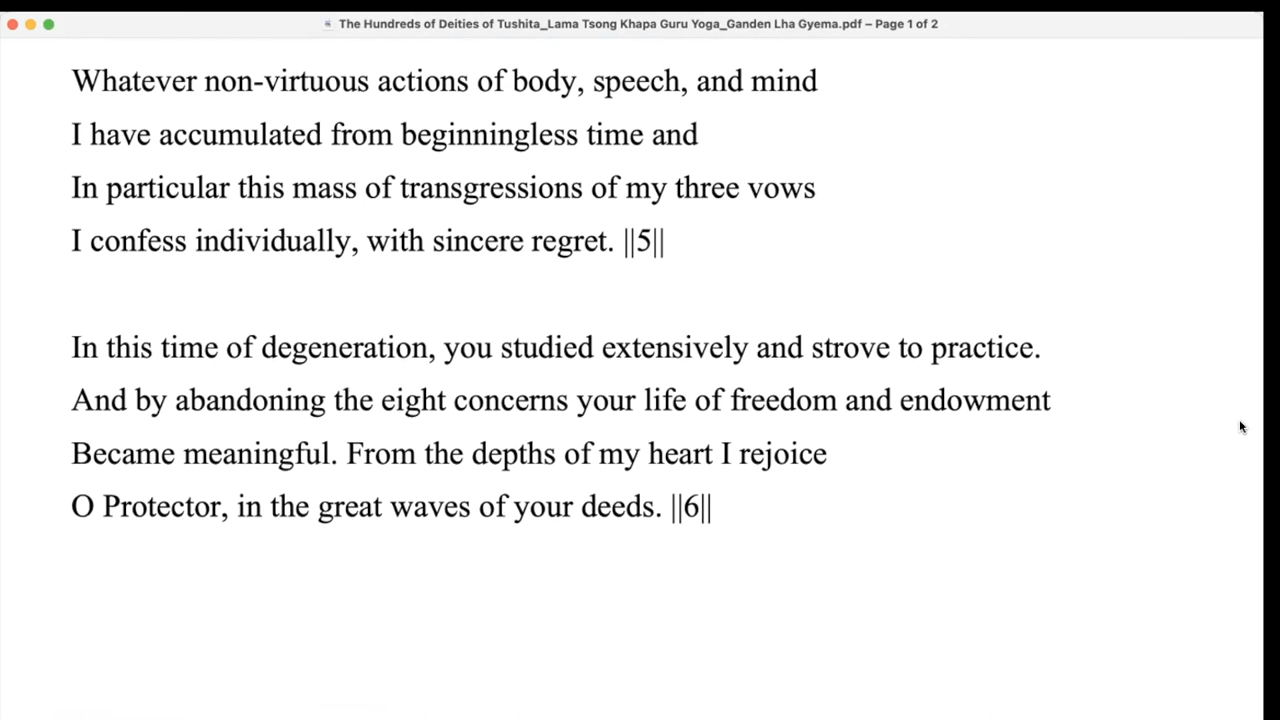 The Hundreds of Deities of Tushita_Lama Tsong Khapa Guru Yoga_Ganden Lha Gyema.pdf – Page 1 of 2
Whatever non-virtuous actions of body, speech, and mind
I have accumulated from beginningless time and
In particular this mass of transgressions of my three vows
I confess individually, with sincere regret. ||5||
In this time of degeneration, you studied extensively and strove to practice.
And by abandoning the eight concerns your life of freedom and endowment
Became meaningful. From the depths of my heart I rejoice
O Protector, in the great waves of your deeds. ||6||